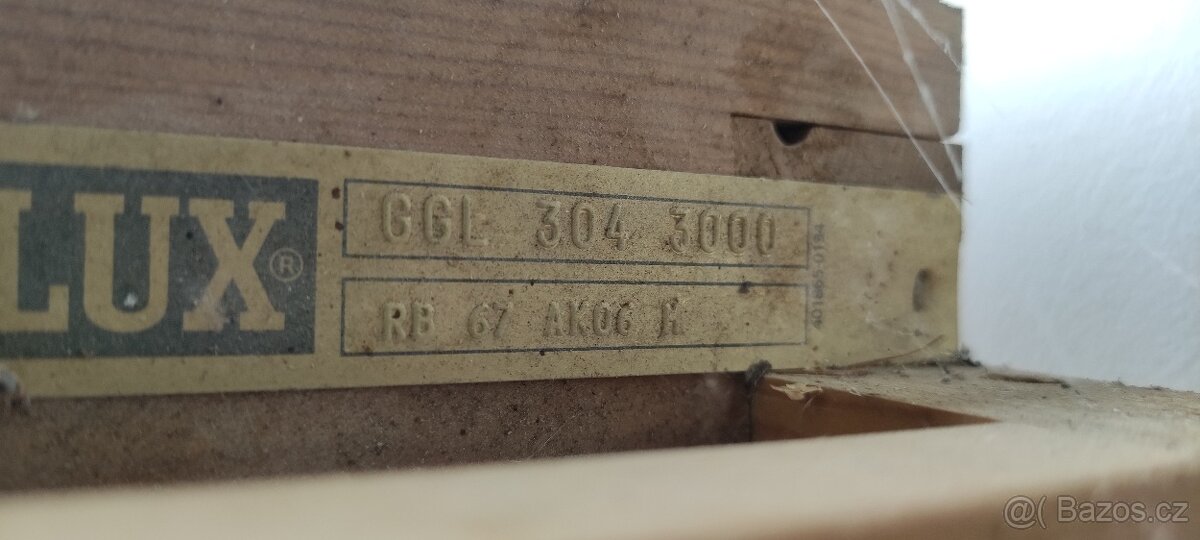 LUX®
GGL 304 3000
RB 67 AK06 M
@( Bazos.cz